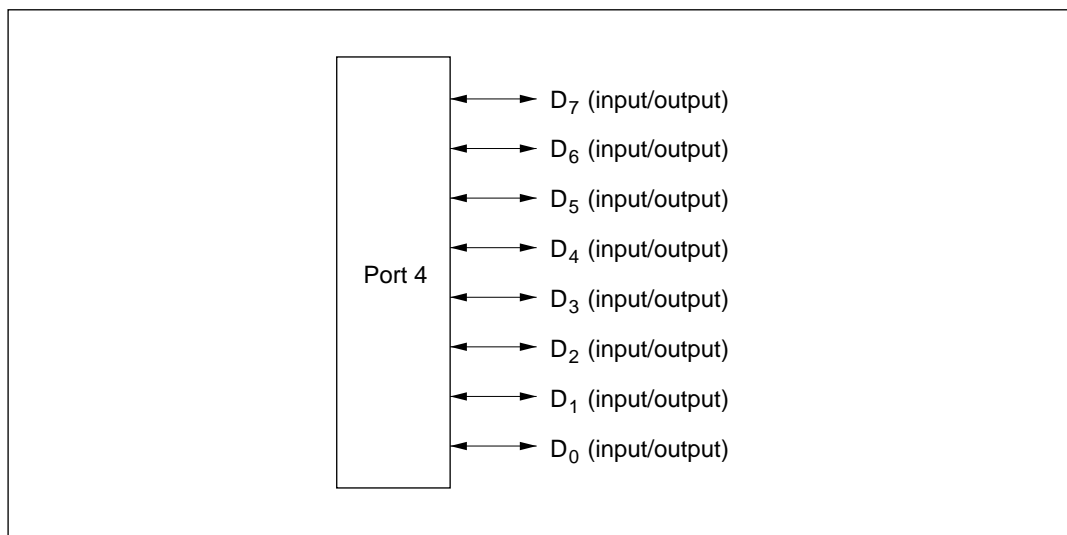 D7 (input/output)
D6 (input/output)
D5 (input/output)
D4 (input/output)
Port 4
D3 (input/output)
D2 (input/output)
D1 (input/output)
D0 (input/output)